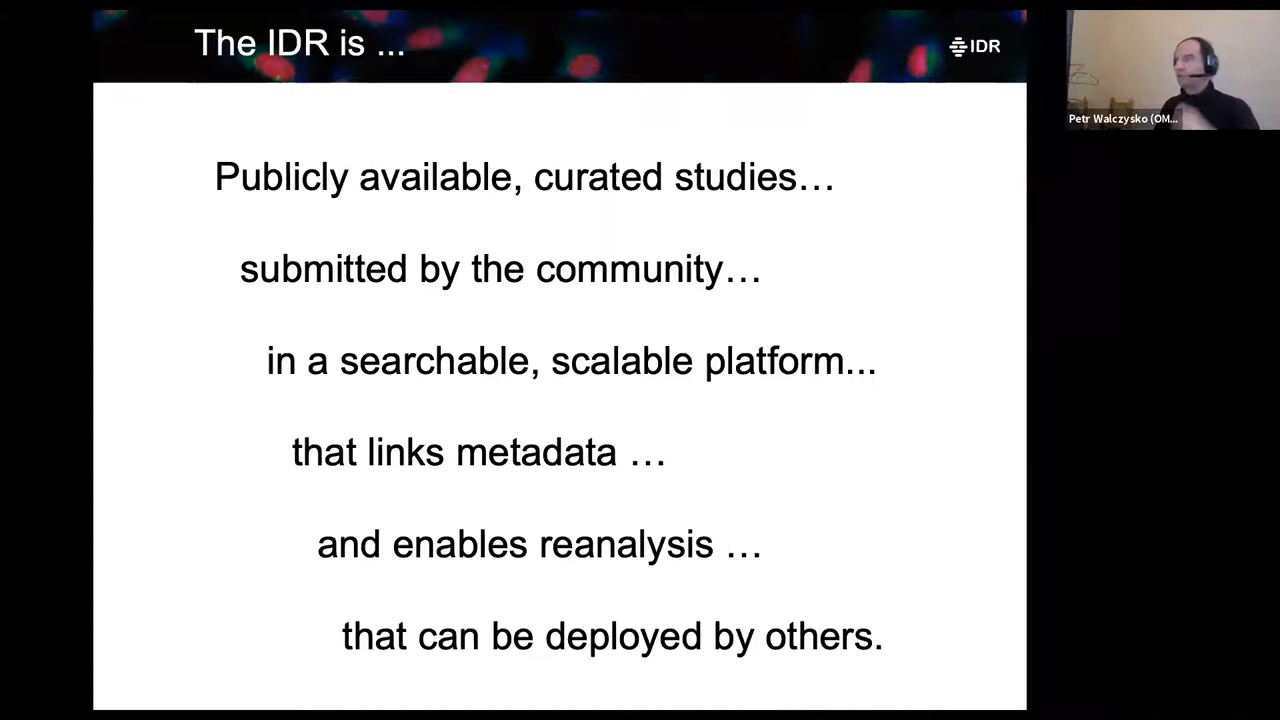 The IDR is ...
IDR
Petr Walczysko (OM...
Publicly available, curated studies…
submitted by the community…
in a searchable, scalable platform...
that links metadata …
and enables reanalysis …
that can be deployed by others.